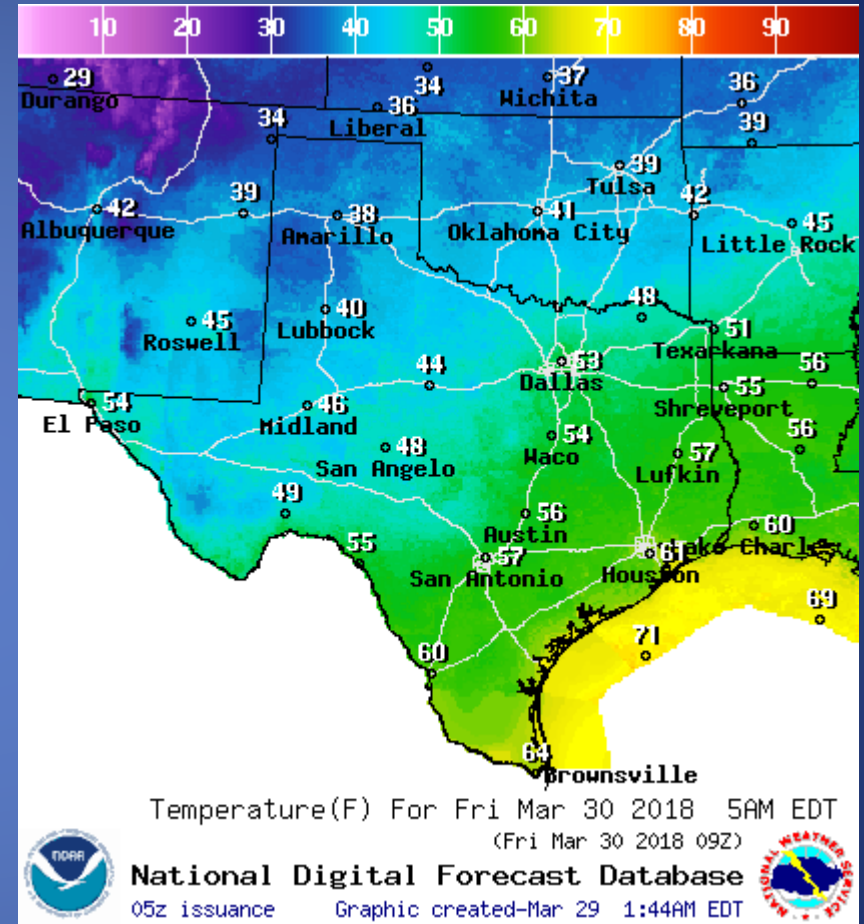 10 20 30 40 50 60 70 80 90
29
Durango
34
36
Liberal
34
37
Wichita
36
39
39
Tulsa
42
Albuquerque
39
38
Amarillo
41
Oklahoma City
42
45
Little Rock
45
Roswell
40
Lubbock
48
51
Texarkana
44
53
Dallas
55
Shreveport
56
54
El Paso
46
Midland
48
San Angelo
54
Waco
57
Lufkin
56
49
55
56
Austin
57
San Antonio
61
Houston
60
Lake Charles
60
71
69
64
Brownsville
Temperature(F) For Fri Mar 30 2018 5AM EDT
(Fri Mar 30 2018 09Z)
National Digital Forecast Database
05z issuance Graphic created-Mar 29 1:44AM EDT
NOAA
NATIONAL WEATHER SERVICE